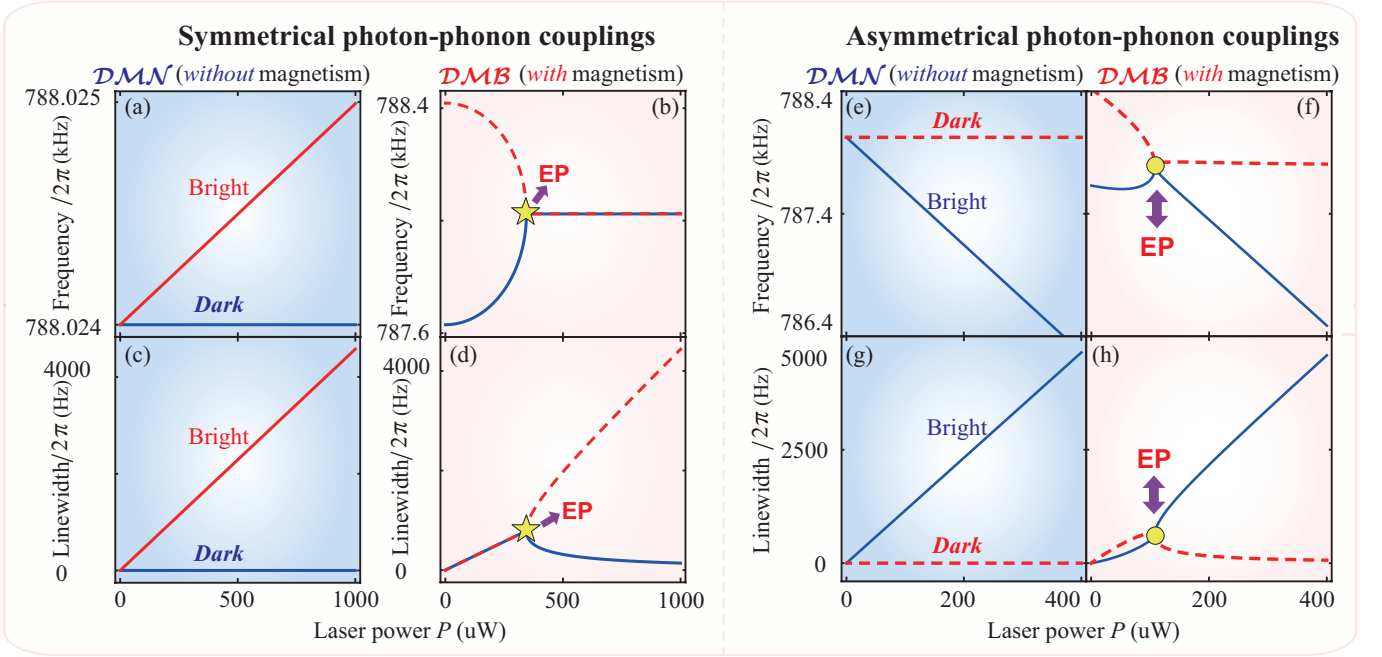 Symmetrical photon-phonon couplings
Asymmetrical photon-phonon couplings
DMN (without magnetism)
DMB (with magnetism)
DMN (without magnetism)
DMB (with magnetism)
788.025
(a)
Bright
Dark
788.024
Frequency /2π (kHz)
788.4
(b)
EP
787.6
Frequency /2π (kHz)
788.4
(e)
Dark
Bright
787.4
786.4
Frequency /2π (kHz)
(f)
EP
(c)
4000
Bright
Dark
0
Linewidth/ 2π (Hz)
0
500
1000
(d)
4000
EP
0
Linewidth/ 2π (Hz)
0
500
1000
Laser power P (uW)
(g)
5000
2500
0
Bright
Dark
Linewidth / 2π (Hz)
0
200
400
(h)
EP
0
200
400
Laser power P (uW)